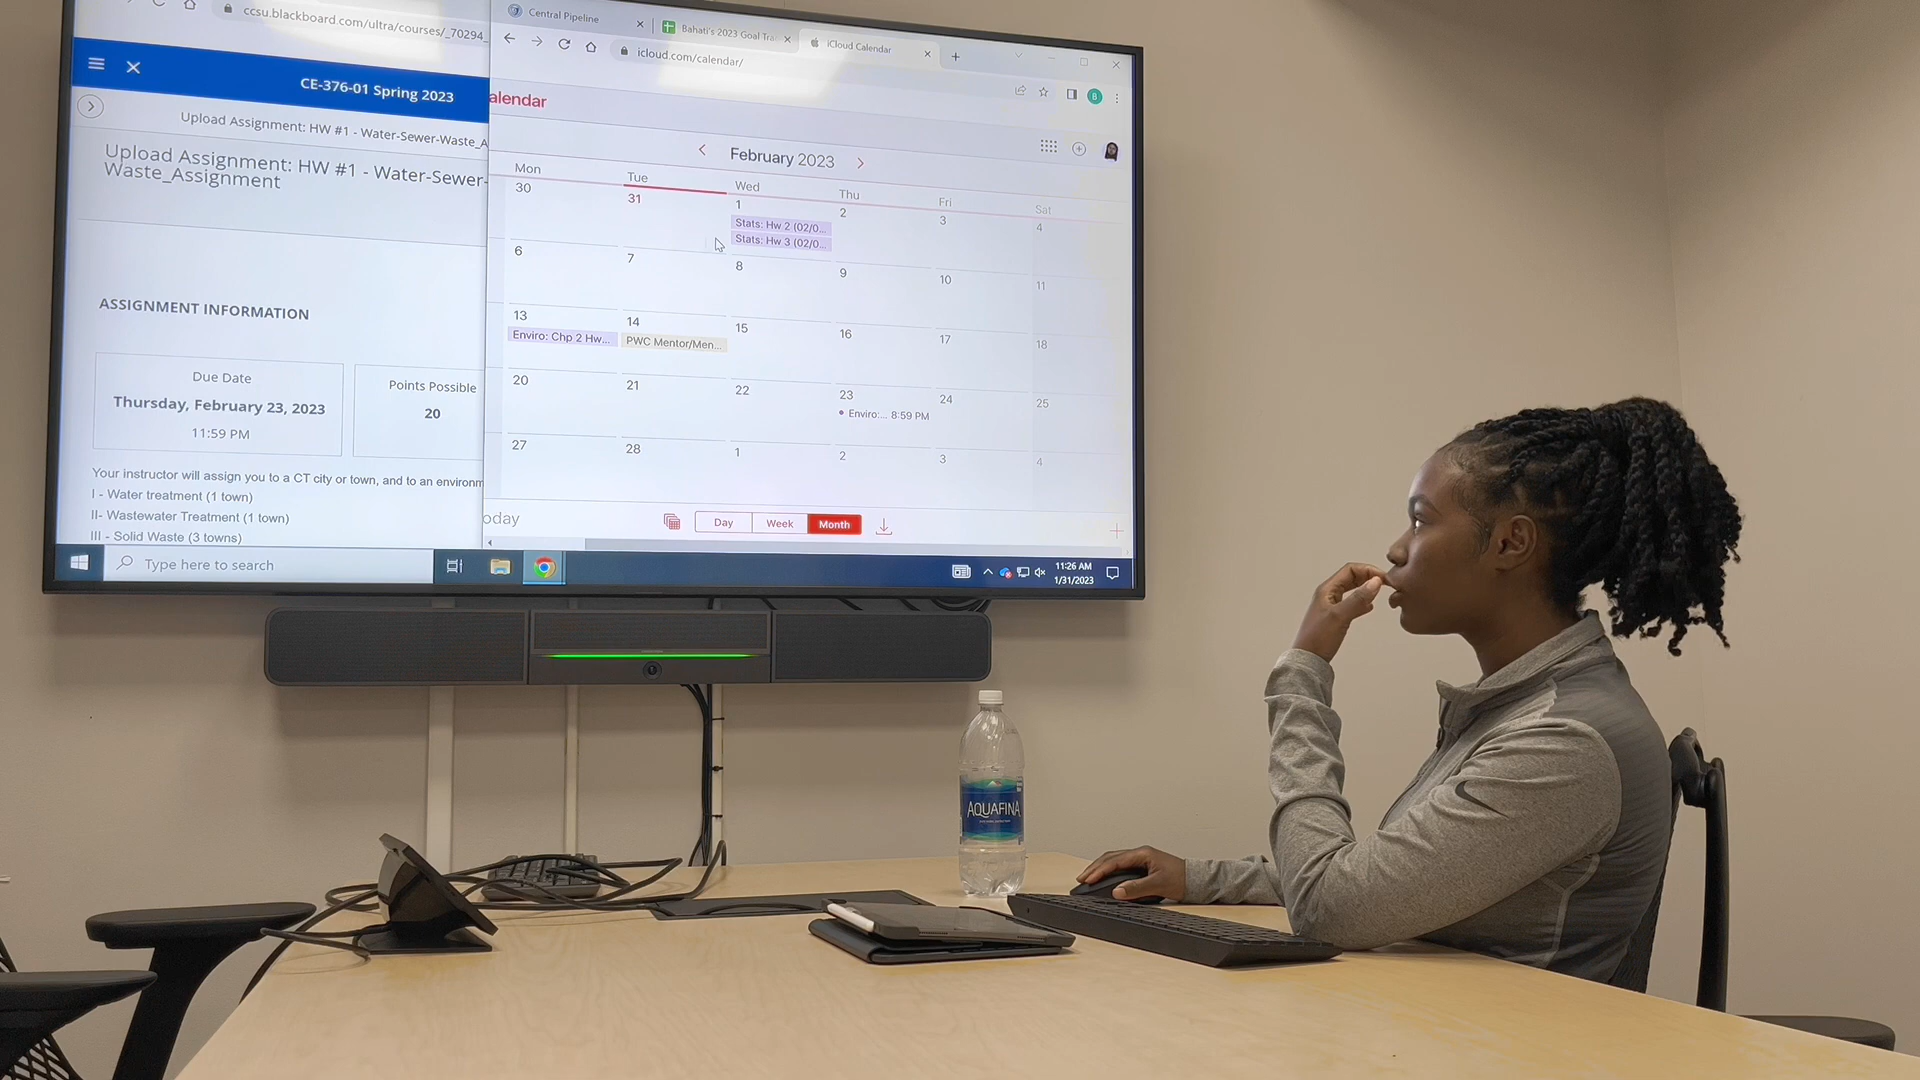 ccsu.blackboard.com/ultra/courses/_70294_
CE-376-01 Spring 2023
Upload Assignment: HW #1 - Water-Sewer-Waste_A
Upload Assignment: HW #1 - Water-Sewer-
Waste_Assignment
ASSIGNMENT INFORMATION
Due Date
Thursday, February 23, 2023
11:59 PM
Points Possible
20
Your instructor will assign you to a CT city or town, and to an environm
I - Water treatment (1 town)
II- Wastewater Treatment (1 town)
III - Solid Waste (3 towns)
Type here to search
Central Pipeline
Bahati's 2023 Goal Tra
iCloud Calendar
icloud.com/calendar/
B
alendar
February 2023
Mon Tue Wed Thu Fri Sat
30 31 1 2 3 4
Stats: Hw 2 (02/0...
Stats: Hw 3 (02/0...
6 7 8 9 10 11
13 14 15 16 17 18
Enviro: Chp 2 Hw... PWC Mentor/Men...
20 21 22 23 24 25
Enviro:... 8:59 PM
27 28 1 2 3 4
oday
Day Week Month
11:26 AM
1/31/2023
AQUAFINA